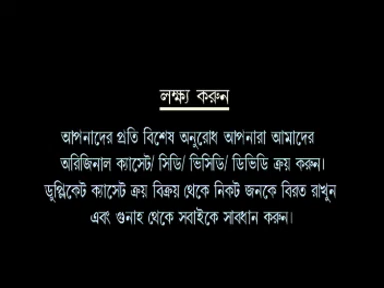 লক্ষ্য করুন
আপনাদের প্রতি বিশেষ অনুরোধ আপনারা আমাদের
অরিজিনাল ক্যাসেট/ সিডি/ ভিসিডি/ ডিভিডি ক্রয় করুন।
ডুপ্লিকেট ক্যাসেট ক্রয় বিক্রয় থেকে নিকট জনকে বিরত রাখুন
এবং গুনাহ থেকে সবাইকে সাবধান করুন।